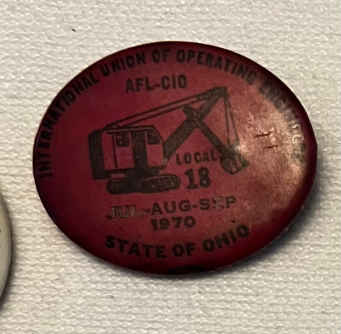 INTERNATIONAL UNION OF OPERATING ENGINEERS
AFL-CIO
LOCAL
18
-AUG-SEP
1970
STATE OF OHIO